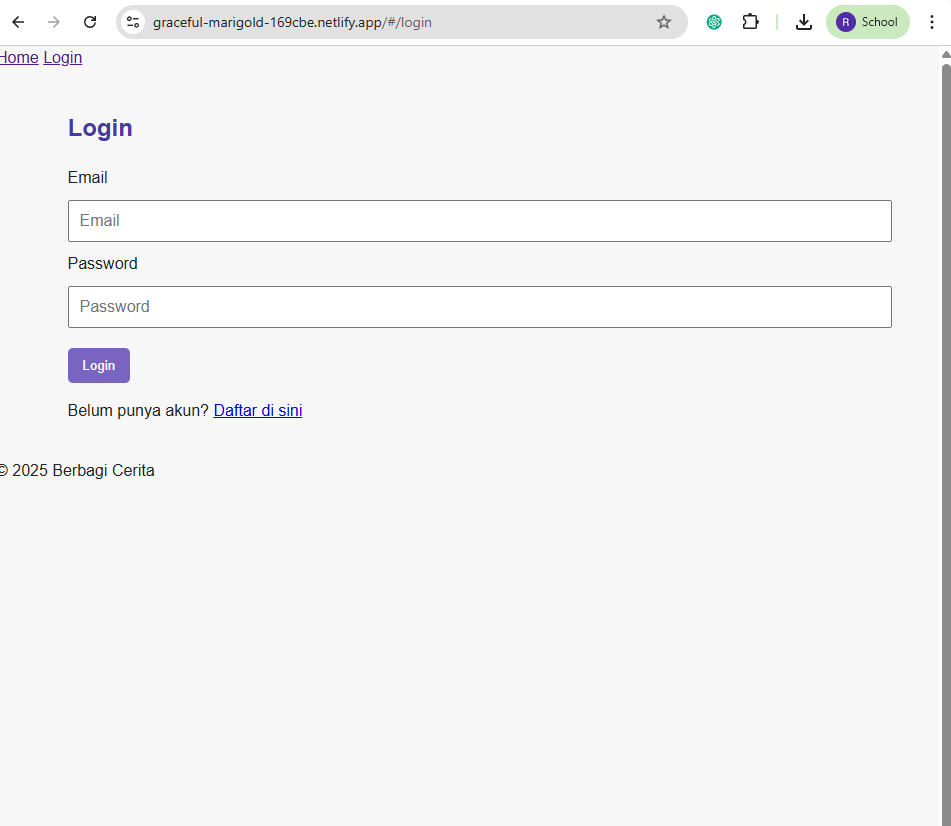 graceful-marigold-169cbe.netlify.app/#/login
R School
Home Login
Login
Email
Email
Password
Password
Login
Belum punya akun? Daftar di sini
© 2025 Berbagi Cerita